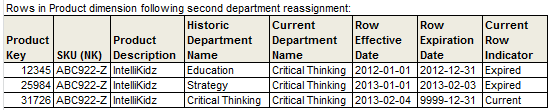 Rows in Product dimension following second department reassignment:
Product Key SKU (NK) Product Description Historic Department Name Current Department Name Row Effective Date Row Expiration Date Current Row Indicator
12345 ABC922-Z IntelliKidz Education Critical Thinking 2012-01-01 2012-12-31 Expired
25984 ABC922-Z IntelliKidz Strategy Critical Thinking 2013-01-01 2013-02-03 Expired
31726 ABC922-Z IntelliKidz Critical Thinking Critical Thinking 2013-02-04 9999-12-31 Current